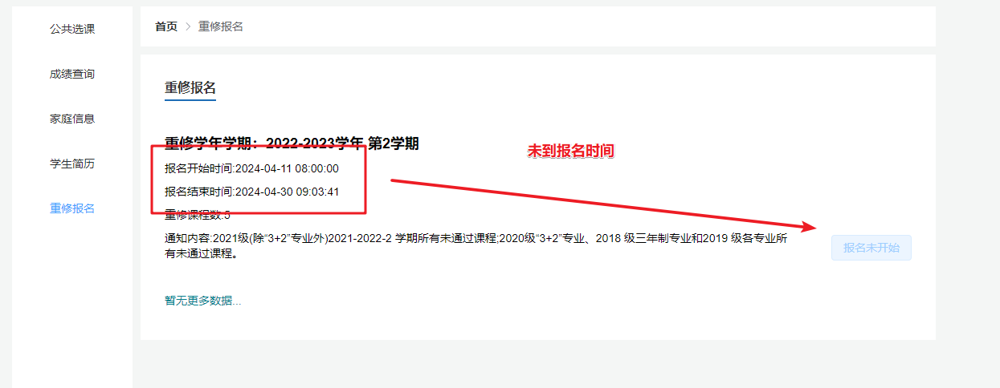 公共选课
成绩查询
家庭信息
学生简历
重修报名
首页 > 重修报名
重修报名
重修学年学期：2022-2023学年 第2学期
报名开始时间:2024-04-11 08:00:00
报名结束时间:2024-04-30 09:03:41
重修课程数:5
通知内容:2021级(除“3+2”专业外)2021-2022-2 学期所有未通过课程;2020级“3+2”专业、2018 级三年制专业和2019 级各专业所
有未通过课程。
暂无更多数据...
未到报名时间
报名未开始